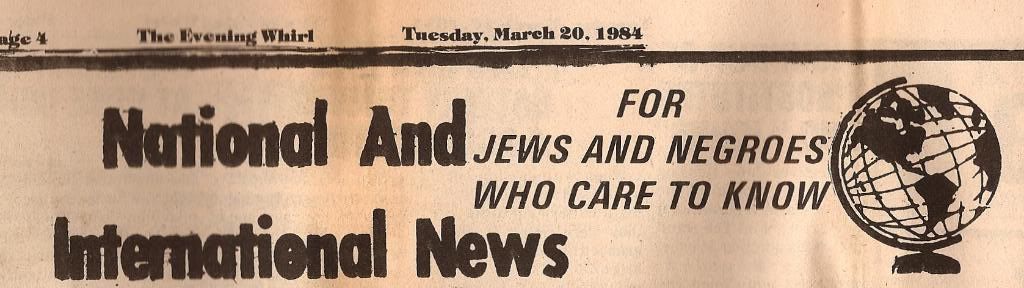 age 4 The Evening Whirl Tuesday, March 20, 1984
National And
International News
FOR
JEWS AND NEGROES
WHO CARE TO KNOW